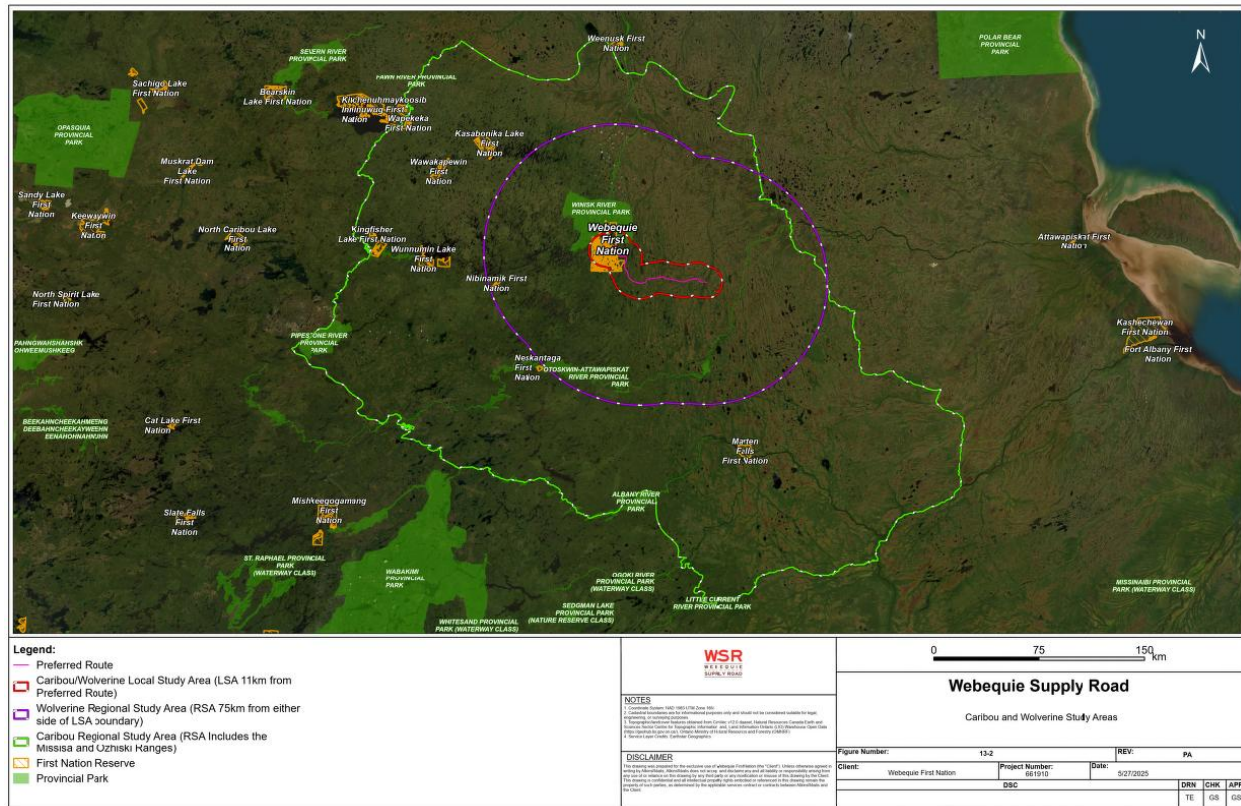 POLAR BEAR
PROVINCIAL
PARK
N
Weenusk First
Nation
SEVERN RIVER
PROVINCIAL PARK
FAWN RIVER PROVINCIAL
PARK
Sachigo Lake
First Nation
Bearskin
Lake First Nation
Kitchenuhmaykoosib
Inninuwug First
Nation
Wapekeka
First Nation
OPASQUIA
PROVINCIAL
PARK
Kasabonika Lake
First
Nation
Muskrat Dam
Lake
First Nation
Wawakapewin
First
Nation
Sandy Lake
First
Nation
Keewaywin
First
Nation
WINISK RIVER
PROVINCIAL PARK
Webequie
First
Nation
North Caribou Lake
First
Nation
Kingfisher
Lake First Nation
Wunnumin Lake
First
Nation
Attawapiskat First
Nation
Nibinamik First
Nation
North Spirit Lake
First Nation
Kashechewan
First Nation
Fort Albany First
Nation
PIPESTONE RIVER
PROVINCIAL
PARK
Neskantaga
First
Nation
OTOSKWIN-ATTAWAPISKAT
RIVER PROVINCIAL
PARK
Cat Lake First
Nation
Marten
Falls
First Nation
Mishkeegogamang
First
Nation
ALBANY RIVER
PROVINCIAL
PARK
Slate Falls
First
Nation
ST. RAPHAEL PROVINCIAL
PARK
(WATERWAY CLASS)
WABAKIMI
PROVINCIAL
PARK
OGOKI RIVER
PROVINCIAL PARK
(WATERWAY CLASS)
MISSINAIBI PROVINCIAL
PARK (WATERWAY CLASS)
LITTLE CURRENT
RIVER PROVINCIAL PARK
SEDGMAN LAKE
PROVINCIAL PARK
(NATURE RESERVE CLASS)
WHITESAND PROVINCIAL
PARK (WATERWAY CLASS)
Legend:
Preferred Route
Caribou/Wolverine Local Study Area (LSA 11km from
Preferred Route)
Wolverine Regional Study Area (RSA 75km from either
side of LSA boundary)
Caribou Regional Study Area (RSA Includes the
Missisa and Ozhiski Ranges)
First Nation Reserve
Provincial Park
WSR
WEBEQUIE
SUPPLY ROAD
NOTES
DISCLAIMER
0 75 150
km
Webequie Supply Road
Caribou and Wolverine Study Areas
Figure Number: 13-2 REV: PA
Client: Webequie First Nation Project Number: 661910 Date: 5/27/2025
DSC DRN CHK APP
TE GS GS